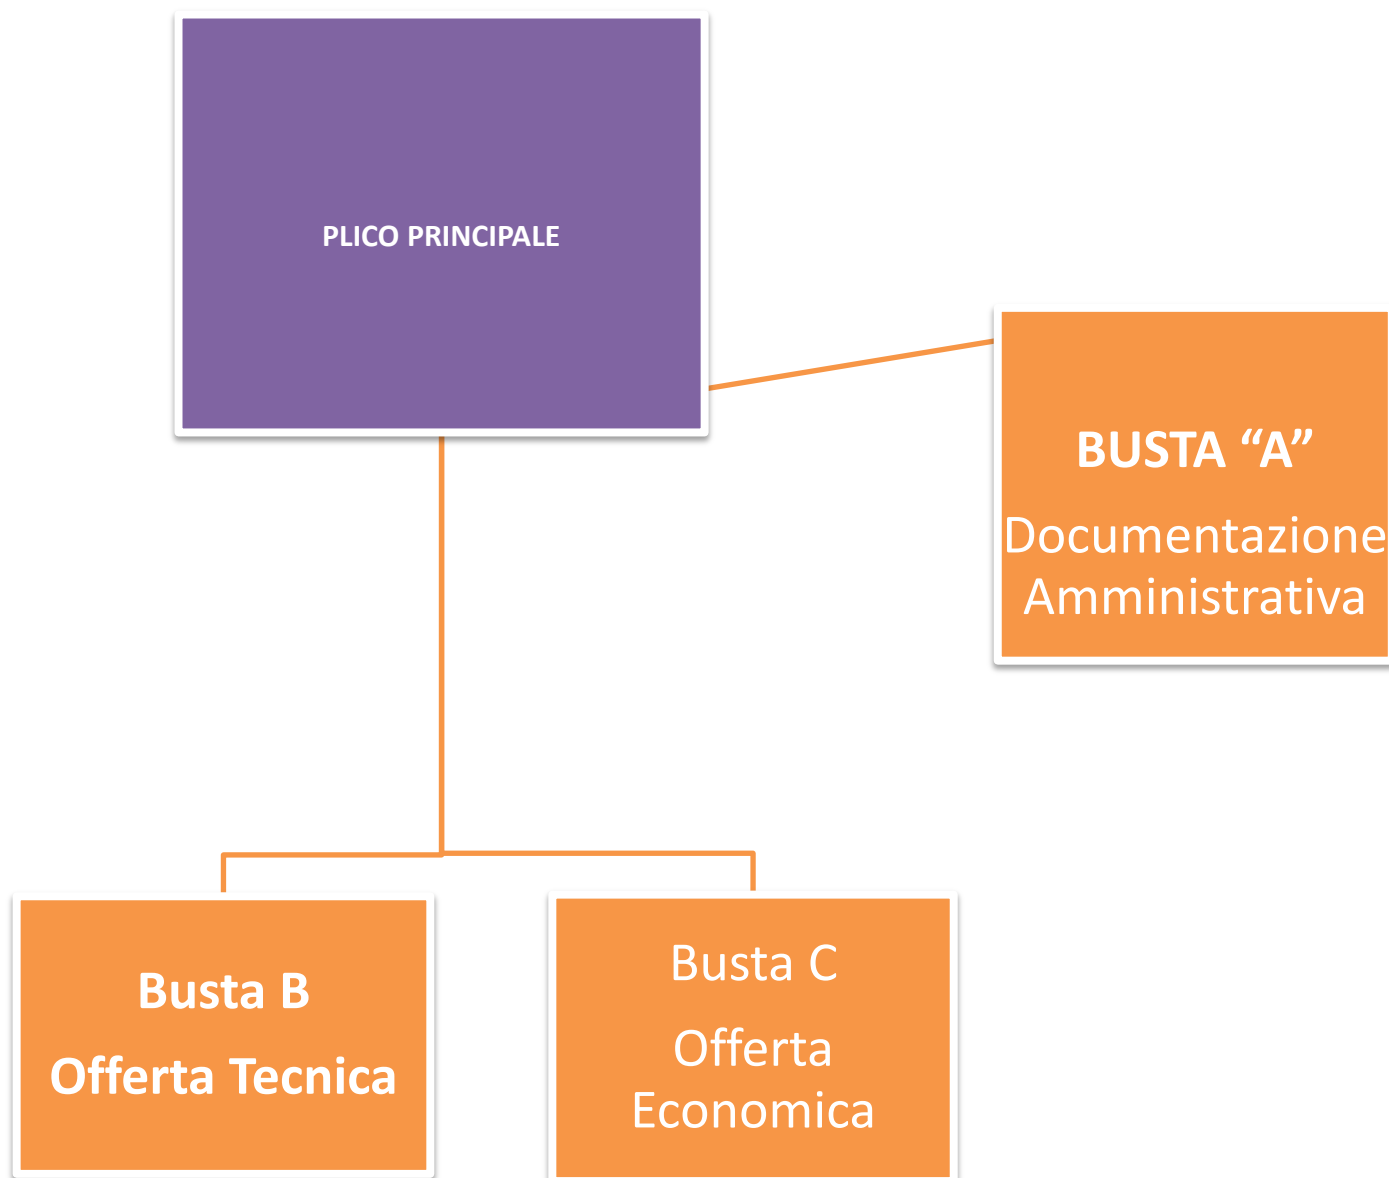 PLICO PRINCIPALE
BUSTA “A”
Documentazione
Amministrativa
Busta B
Offerta Tecnica
Busta C
Offerta
Economica